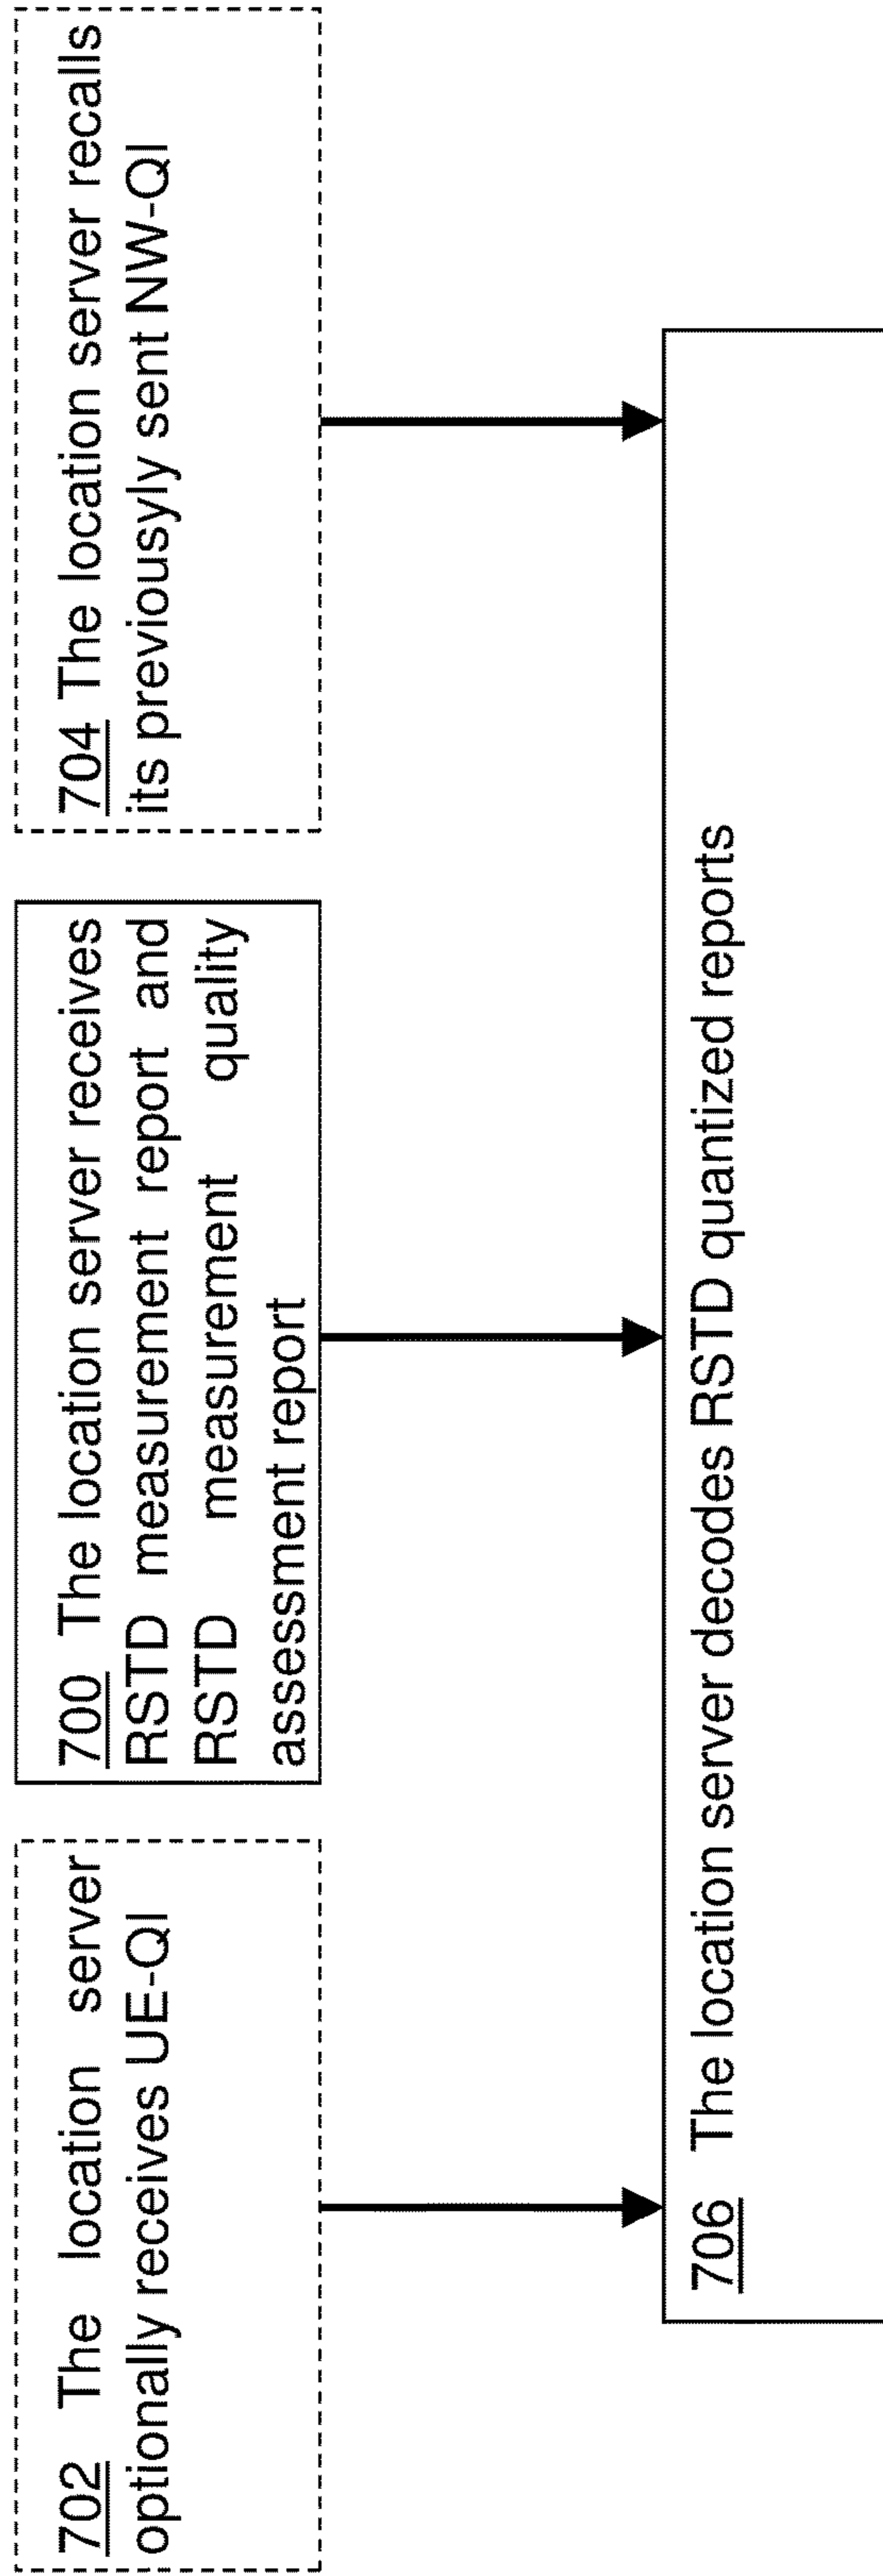 702 The location server
optionally receives UE-QI
700 The location server receives
RSTD measurement report and
RSTD measurement quality
assessment report
704 The location server recalls
its previousyly sent NW-QI
706 The location server decodes RSTD quantized reports